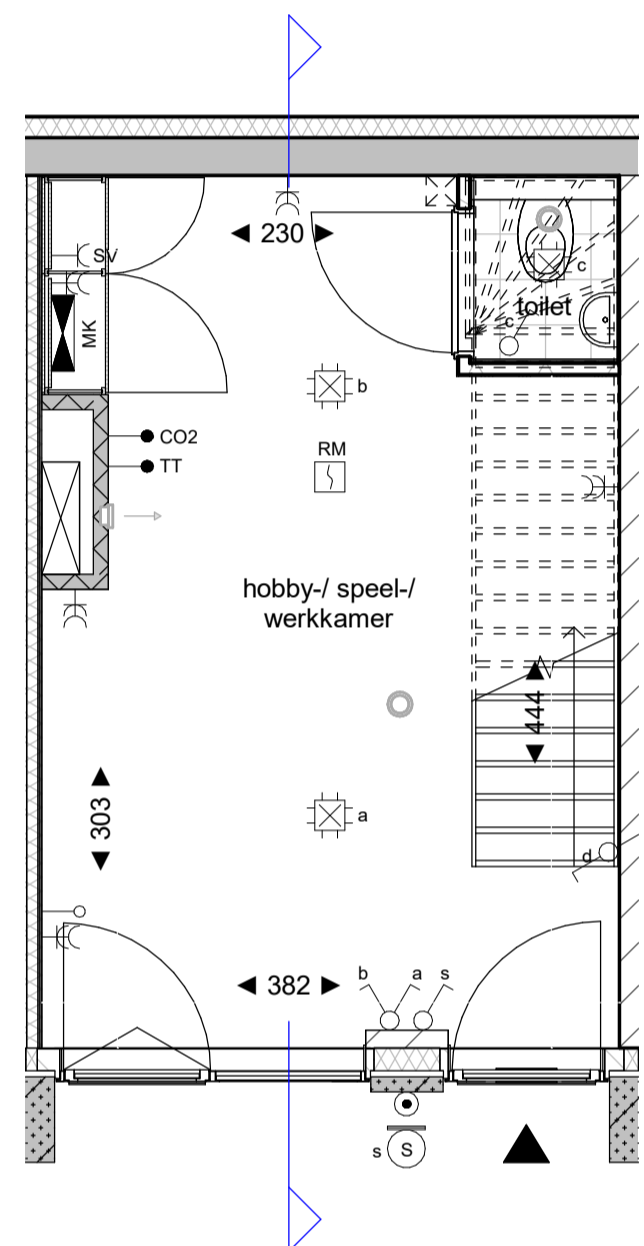 230
SV
c
toilet
c
MK
b
CO2
RM
TT
hobby-/ speel-/
werkkamer
444
303
a
d
b a s
382
s S